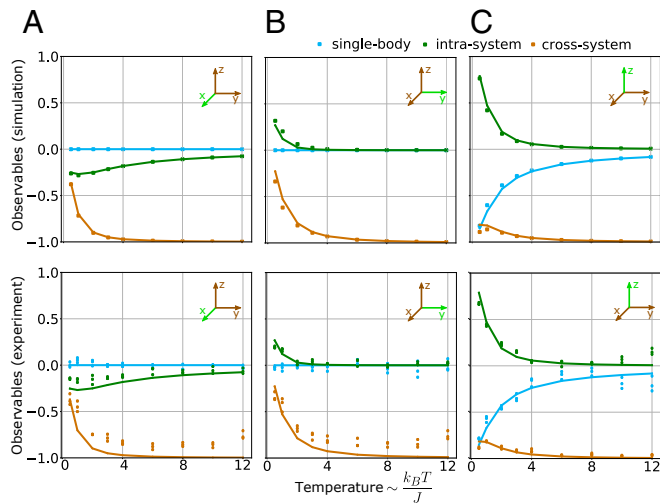 A B C
single-body intra-system cross-system
Observables (simulation)
1.0
0.5
0.0
−0.5
−1.0
z
x
y
z
x
y
z
x
y
Observables (experiment)
1.0
0.5
0.0
−0.5
−1.0
z
x
y
z
x
y
z
x
y
0 4 8 12 0 4 8 12 0 4 8 12
Temperature ~ k_BT/J